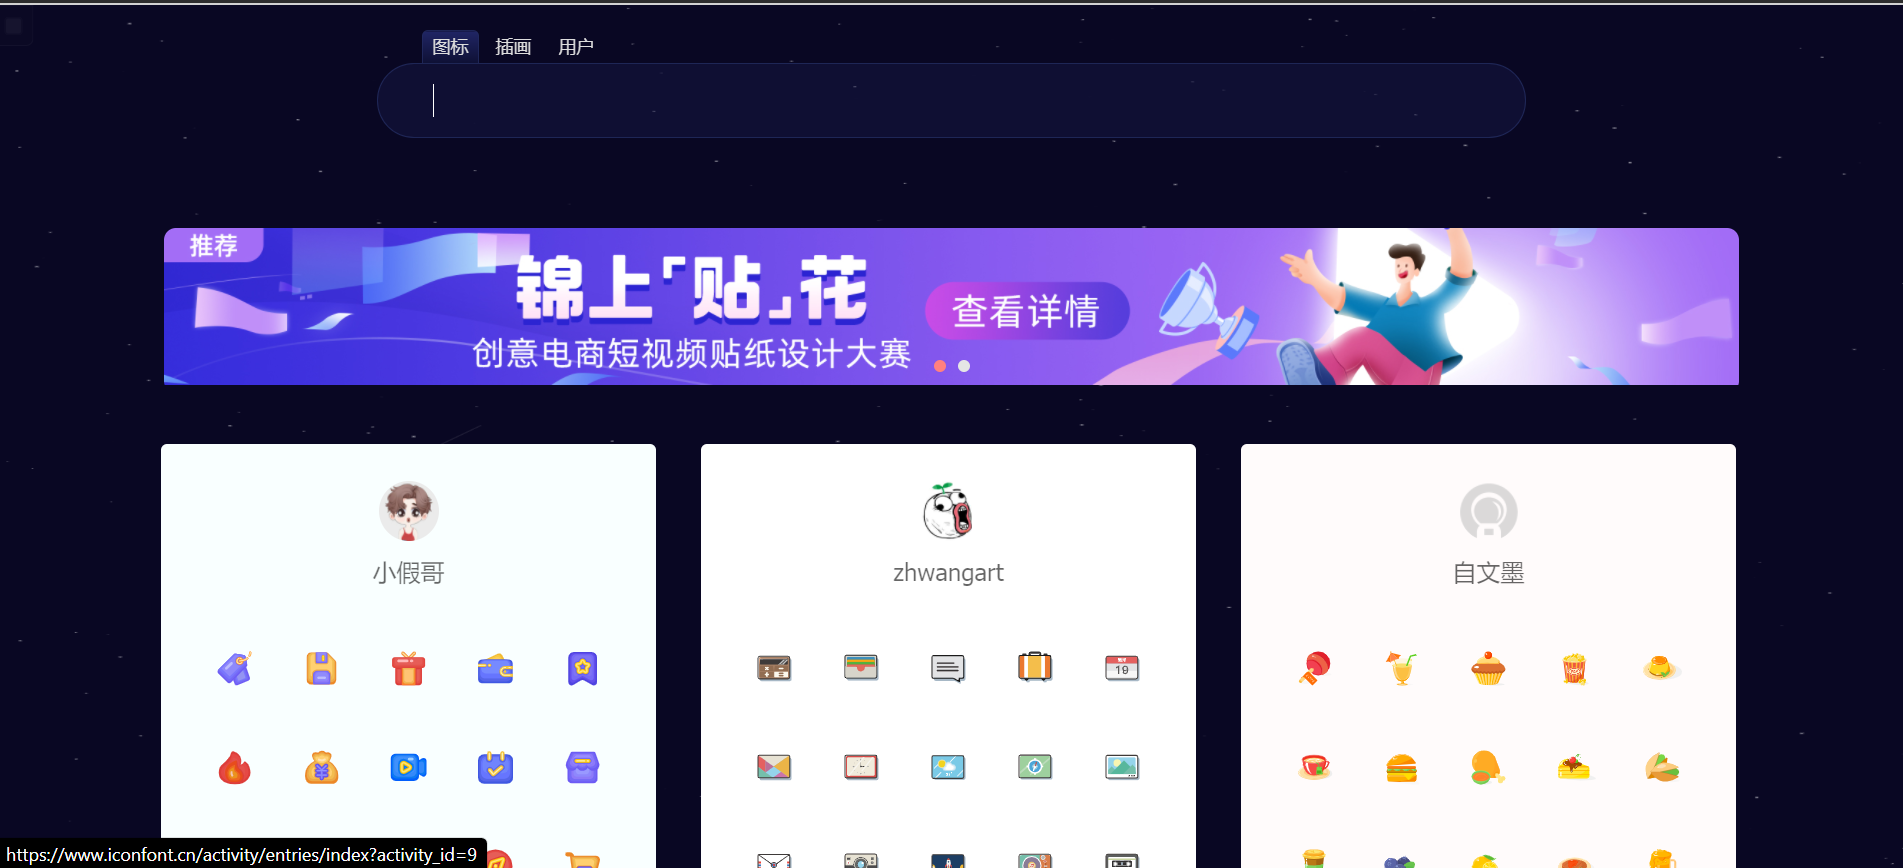 图标 插画 用户
推荐
锦上「贴」花
查看详情
创意电商短视频贴纸设计大赛
小假哥
zhwangart
自文墨
19
https://www.iconfont.cn/activity/entries/index?activity_id=9